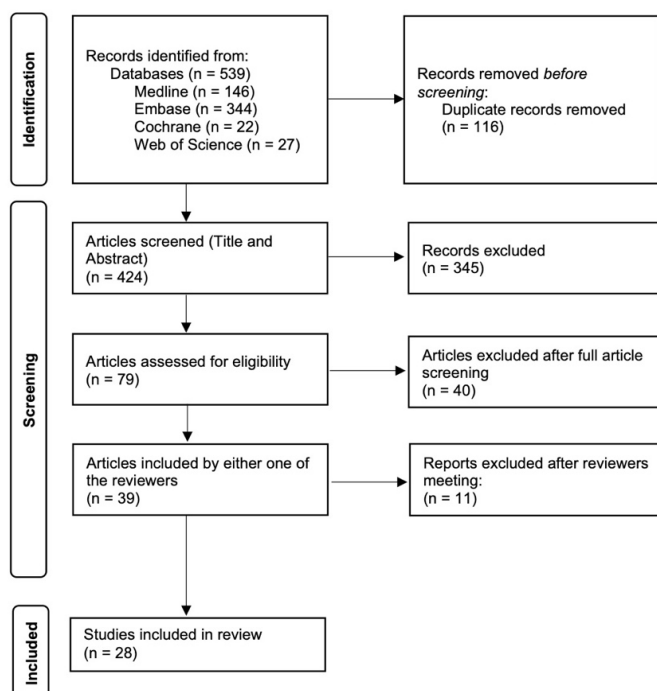 Identification
Records identified from:
Databases (n = 539)
Medline (n = 146)
Embase (n = 344)
Cochrane (n = 22)
Web of Science (n = 27)
Records removed before
screening:
Duplicate records removed
(n = 116)
Screening
Articles screened (Title and
Abstract)
(n = 424)
Records excluded
(n = 345)
Articles assessed for eligibility
(n = 79)
Articles excluded after full article
screening
(n = 40)
Articles included by either one of
the reviewers
(n = 39)
Reports excluded after reviewers
meeting:
(n = 11)
Included
Studies included in review
(n = 28)